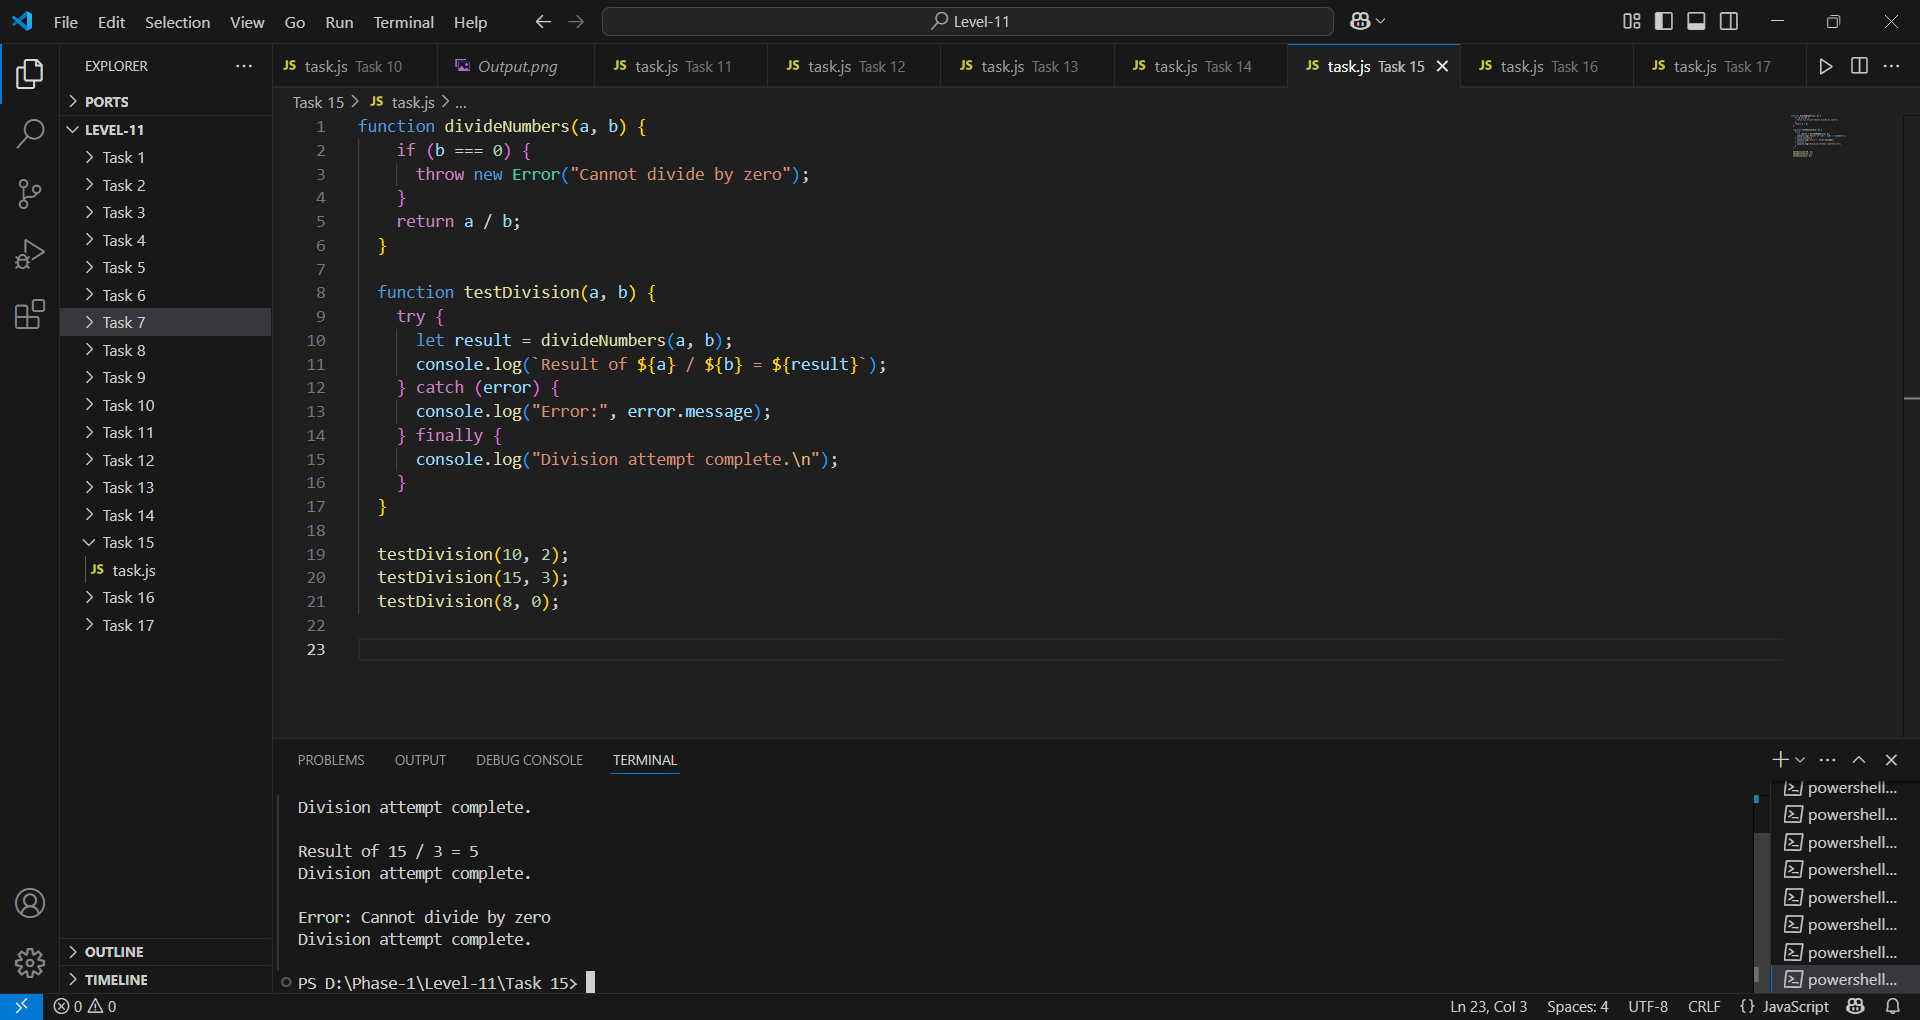 File Edit Selection View Go Run Terminal Help
Level-11
EXPLORER
PORTS
LEVEL-11
Task 1
Task 2
Task 3
Task 4
Task 5
Task 6
Task 7
Task 8
Task 9
Task 10
Task 11
Task 12
Task 13
Task 14
Task 15
JS task.js
Task 16
Task 17
OUTLINE
TIMELINE
JS task.js Task 10
Output.png
JS task.js Task 11
JS task.js Task 12
JS task.js Task 13
JS task.js Task 14
JS task.js Task 15
JS task.js Task 16
JS task.js Task 17
Task 15 > JS task.js > ...
1 function divideNumbers(a, b) {
2 if (b === 0) {
3 throw new Error("Cannot divide by zero");
4 }
5 return a / b;
6 }
7
8 function testDivision(a, b) {
9 try {
10 let result = divideNumbers(a, b);
11 console.log(`Result of ${a} / ${b} = ${result}`);
12 } catch (error) {
13 console.log("Error:", error.message);
14 } finally {
15 console.log("Division attempt complete.\n");
16 }
17 }
18
19 testDivision(10, 2);
20 testDivision(15, 3);
21 testDivision(8, 0);
22
23
PROBLEMS OUTPUT DEBUG CONSOLE TERMINAL
Division attempt complete.
Result of 15 / 3 = 5
Division attempt complete.
Error: Cannot divide by zero
Division attempt complete.
PS D:\Phase-1\Level-11\Task 15>
powershell...
powershell...
powershell...
powershell...
powershell...
powershell...
powershell...
powershell...
0 0
Ln 23, Col 3 Spaces: 4 UTF-8 CRLF {} JavaScript